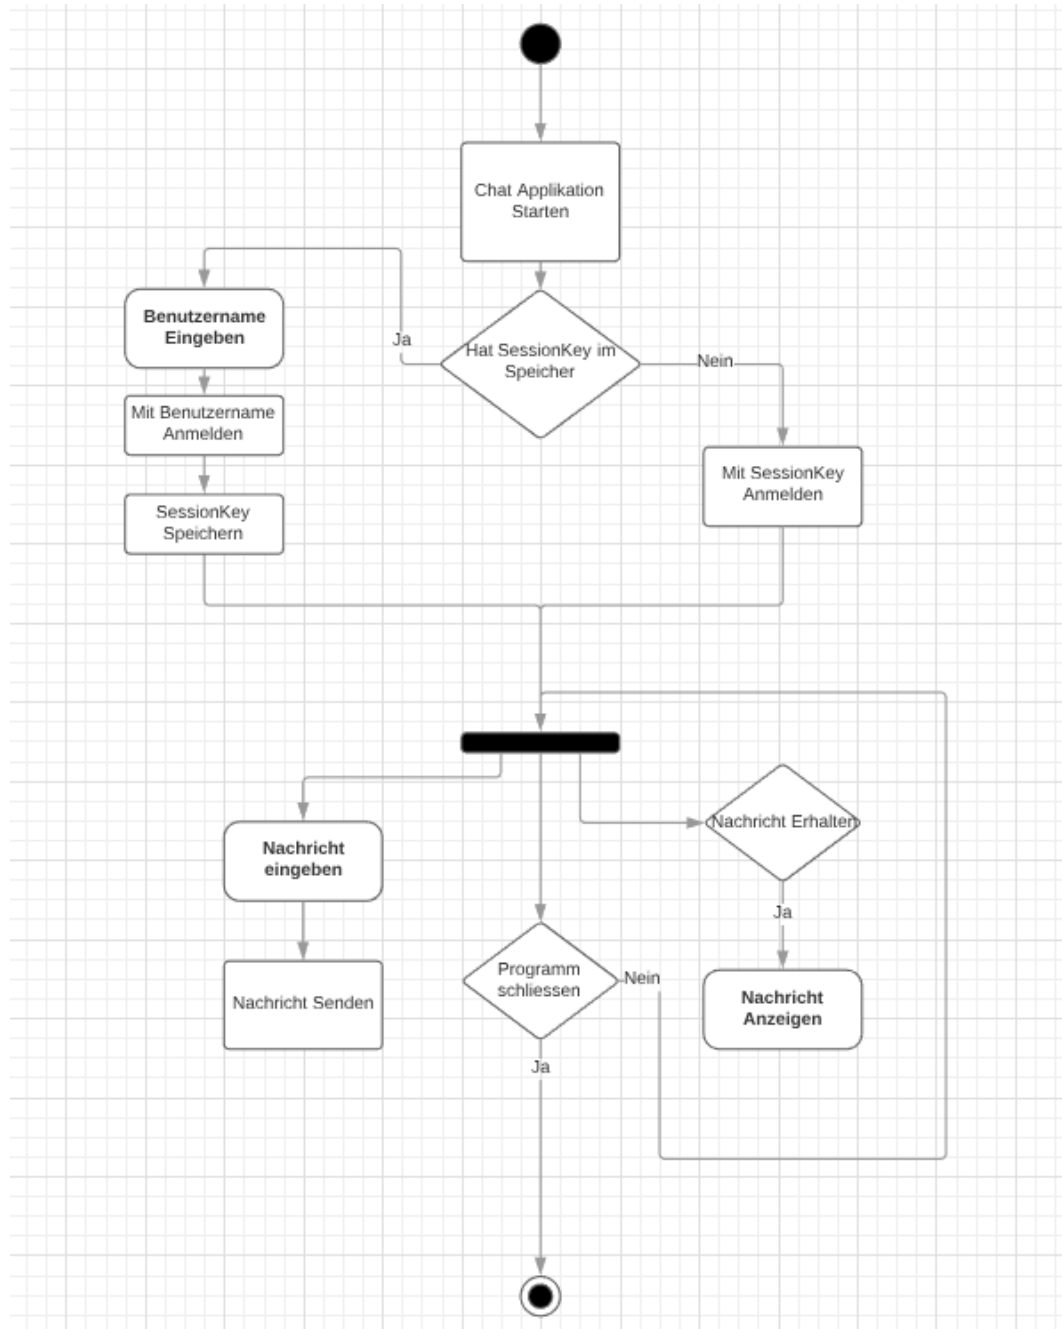 Chat Applikation
Starten
Benutzername
Eingeben
Ja
Hat SessionKey im
Speicher
Nein
Mit Benutzername
Anmelden
Mit SessionKey
Anmelden
SessionKey
Speichern
Nachricht Erhalten
Nachricht
eingeben
Ja
Programm
schliessen
Nein
Nachricht Senden
Nachricht
Anzeigen
Ja